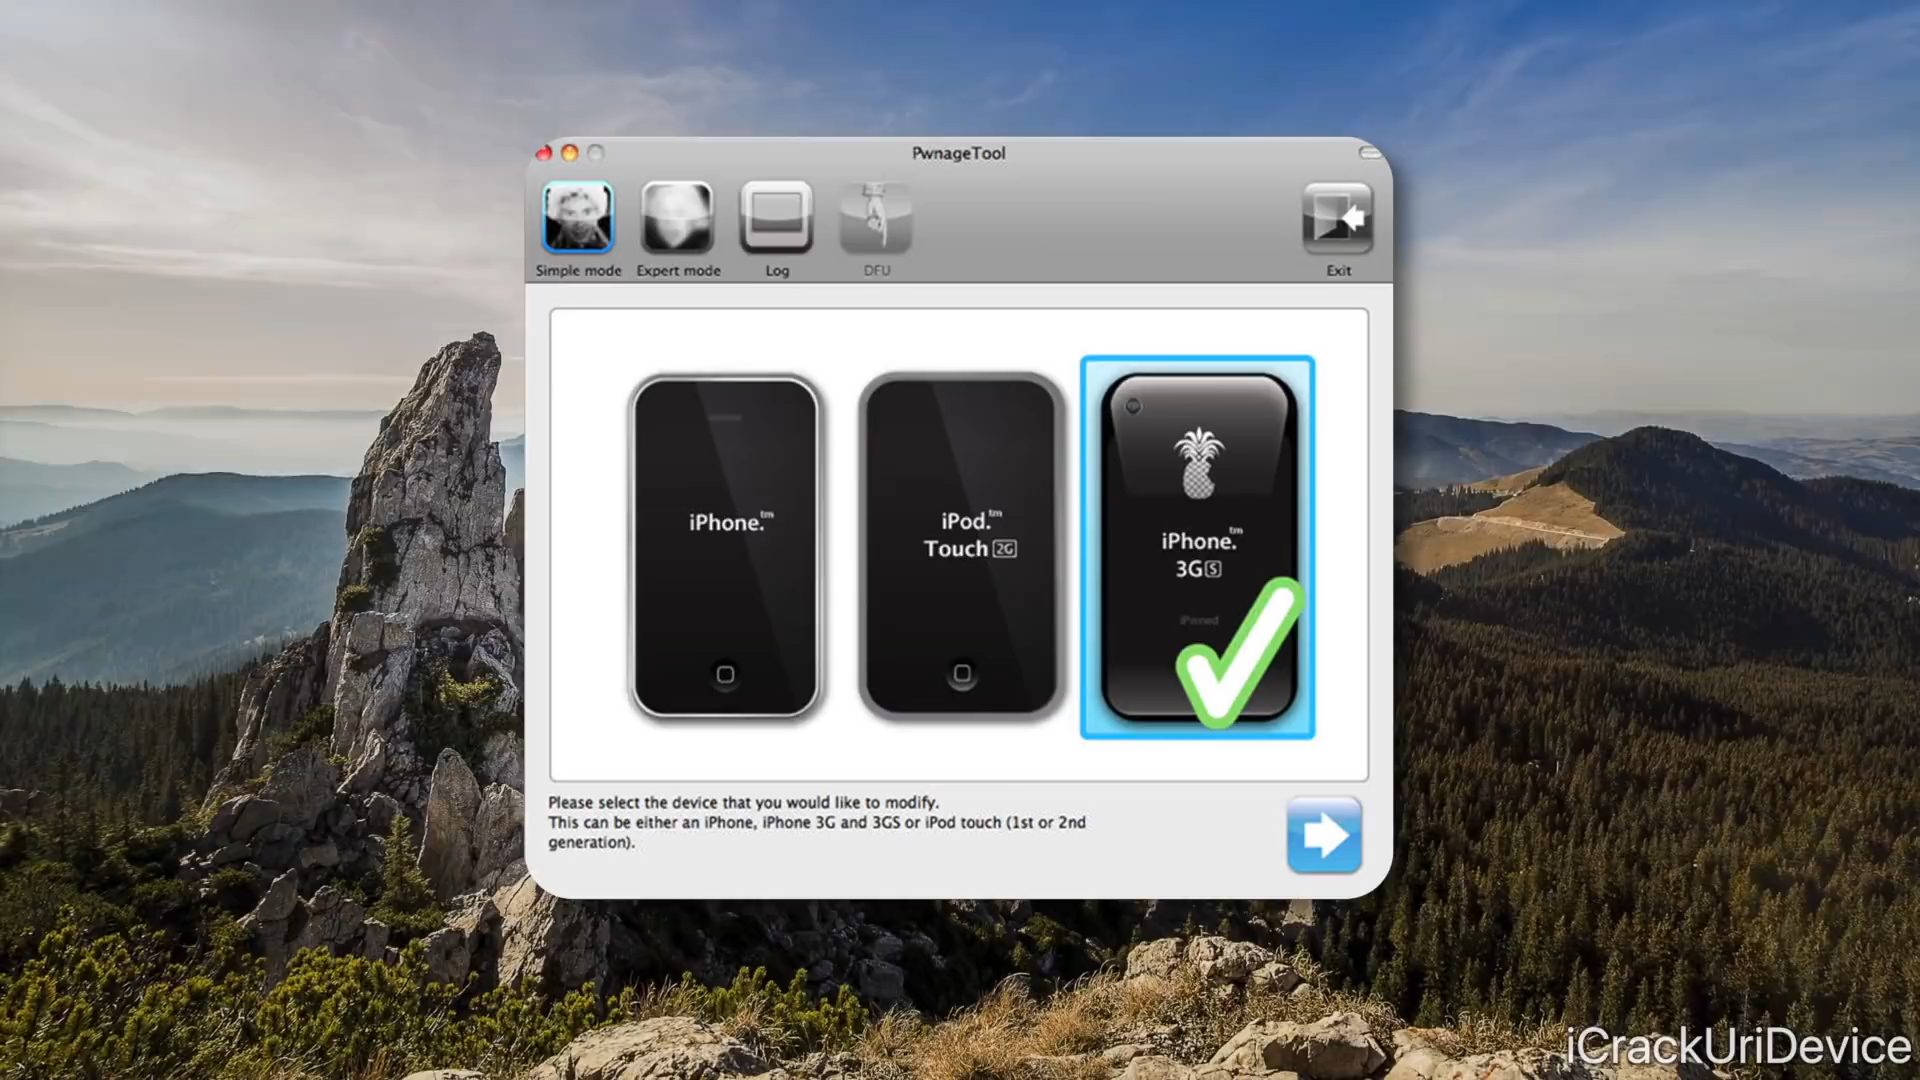 PwnageTool
Simple mode
Expert mode
Log
DFU
Exit
iPhone.™
iPod.™
Touch 2G
iPhone.™
3G S
iPwned
Please select the device that you would like to modify.
This can be either an iPhone, iPhone 3G and 3GS or iPod touch (1st or 2nd
generation).
iCrackUriDevice